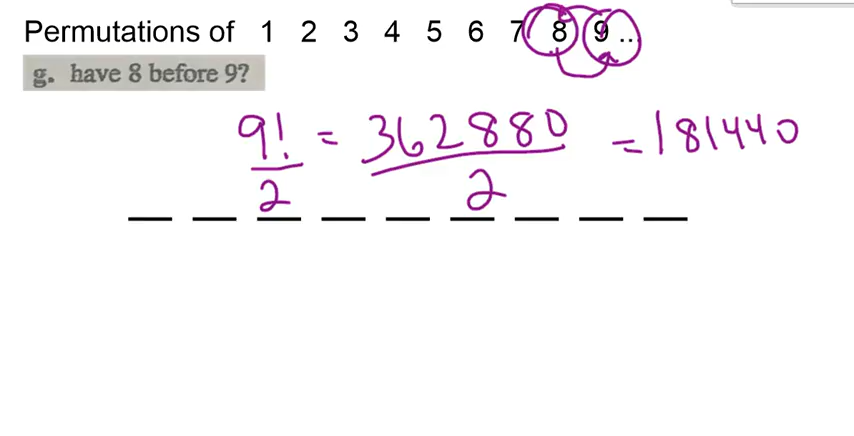 Permutations of 1 2 3 4 5 6 7 8 9 ...
g. have 8 before 9?
9!/2 = 362880/2 = 181440